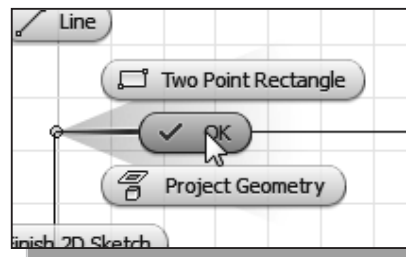 Line
Two Point Rectangle
OK
Project Geometry
Finish 2D Sketch